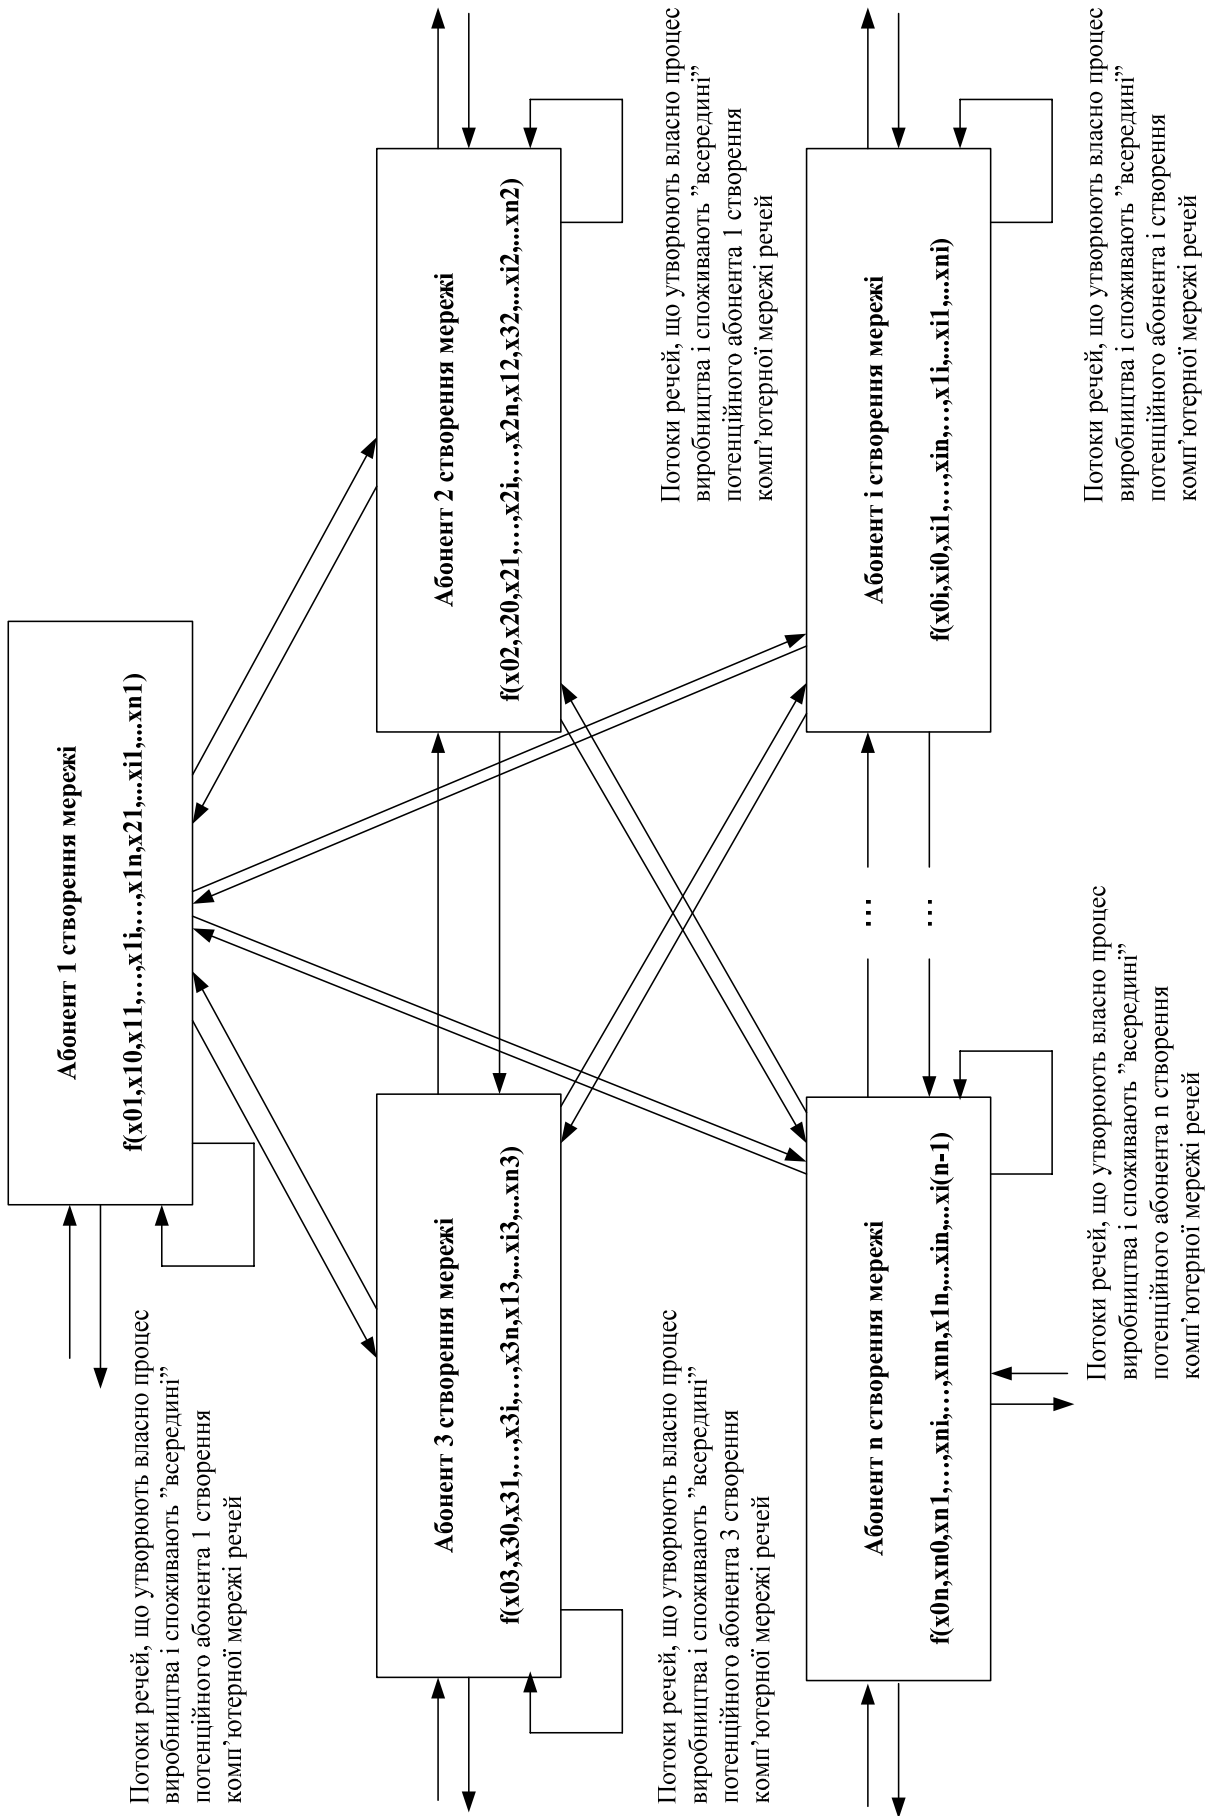 Абонент 1 створення мережі
f(x01,x10,x11,…,x1i,…,x1n,x21,...xi1,...xn1)
Потоки речей, що утворюють власно процес
виробництва і споживають ”всередині”
потенційного абонента 1 створення
комп’ютерної мережі речей
Абонент 3 створення мережі
f(x03,x30,x31,…,x3i,…,x3n,x13,...xi3,...xn3)
Абонент 2 створення мережі
f(x02,x20,x21,…,x2i,…,x2n,x12,x32,...xi2,...xn2)
Потоки речей, що утворюють власно процес
виробництва і споживають ”всередині”
потенційного абонента 3 створення
комп’ютерної мережі речей
Потоки речей, що утворюють власно процес
виробництва і споживають ”всередині”
потенційного абонента 1 створення
комп’ютерної мережі речей
Абонент n створення мережі
f(x0n,xn0,xn1,…,xni,…,xnn,x1n,...xin,...xi(n-1)
…
…
Абонент і створення мережі
f(x0i,xi0,xi1,…,xin,…,x1i,...xi1,...xni)
Потоки речей, що утворюють власно процес
виробництва і споживають ”всередині”
потенційного абонента n створення
комп’ютерної мережі речей
Потоки речей, що утворюють власно процес
виробництва і споживають ”всередині”
потенційного абонента і створення
комп’ютерної мережі речей